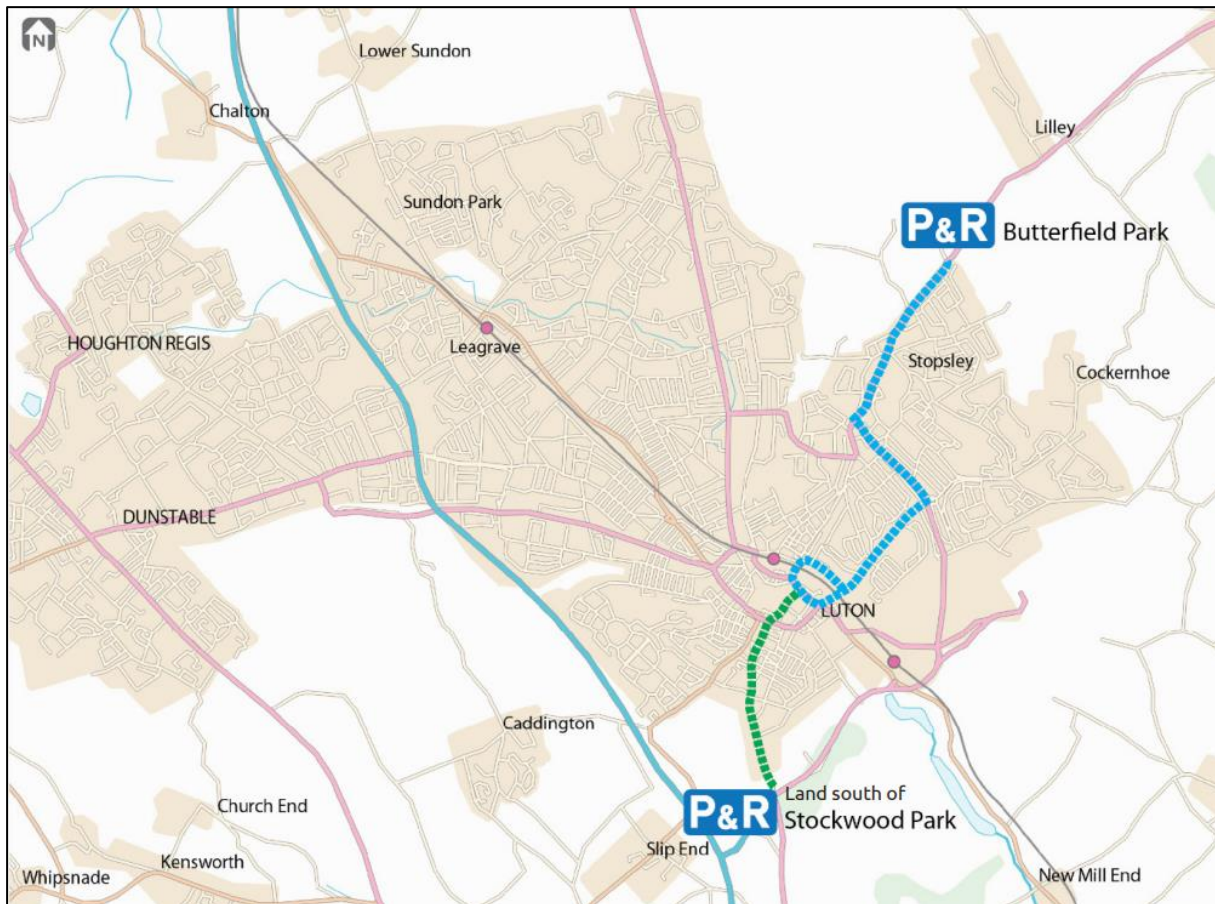 N
Lower Sundon
Chalton
Lilley
Sundon Park
P&R Butterfield Park
HOUGHTON REGIS
Leagrave
Stopsley
Cockernhoe
DUNSTABLE
LUTON
Caddington
Land south of
P&R Stockwood Park
Church End
Slip End
Kensworth
Whipsnade
New Mill End